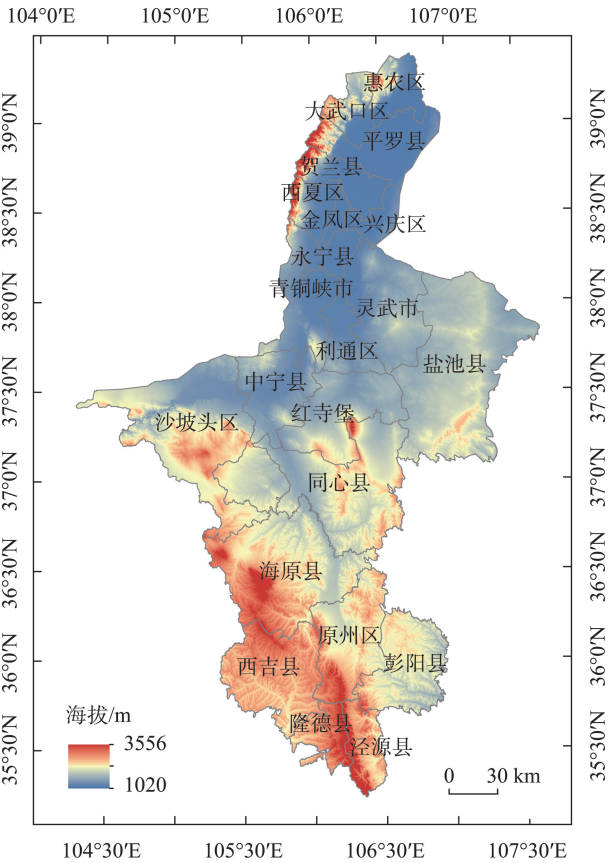 104°0′E 105°0′E 106°0′E 107°0′E
39°0′N
38°30′N
38°0′N
37°30′N
37°0′N
36°30′N
36°0′N
35°30′N
惠农区
大武口区
平罗县
贺兰县
西夏区
金凤区
兴庆区
永宁县
青铜峡市
灵武市
利通区
盐池县
中宁县
红寺堡
沙坡头区
同心县
海原县
原州区
西吉县
彭阳县
隆德县
泾源县
海拔/m
3556
1020
0 30 km
39°0′N
38°30′N
38°0′N
37°30′N
37°0′N
36°30′N
36°0′N
35°30′N
104°30′E 105°30′E 106°30′E 107°30′E